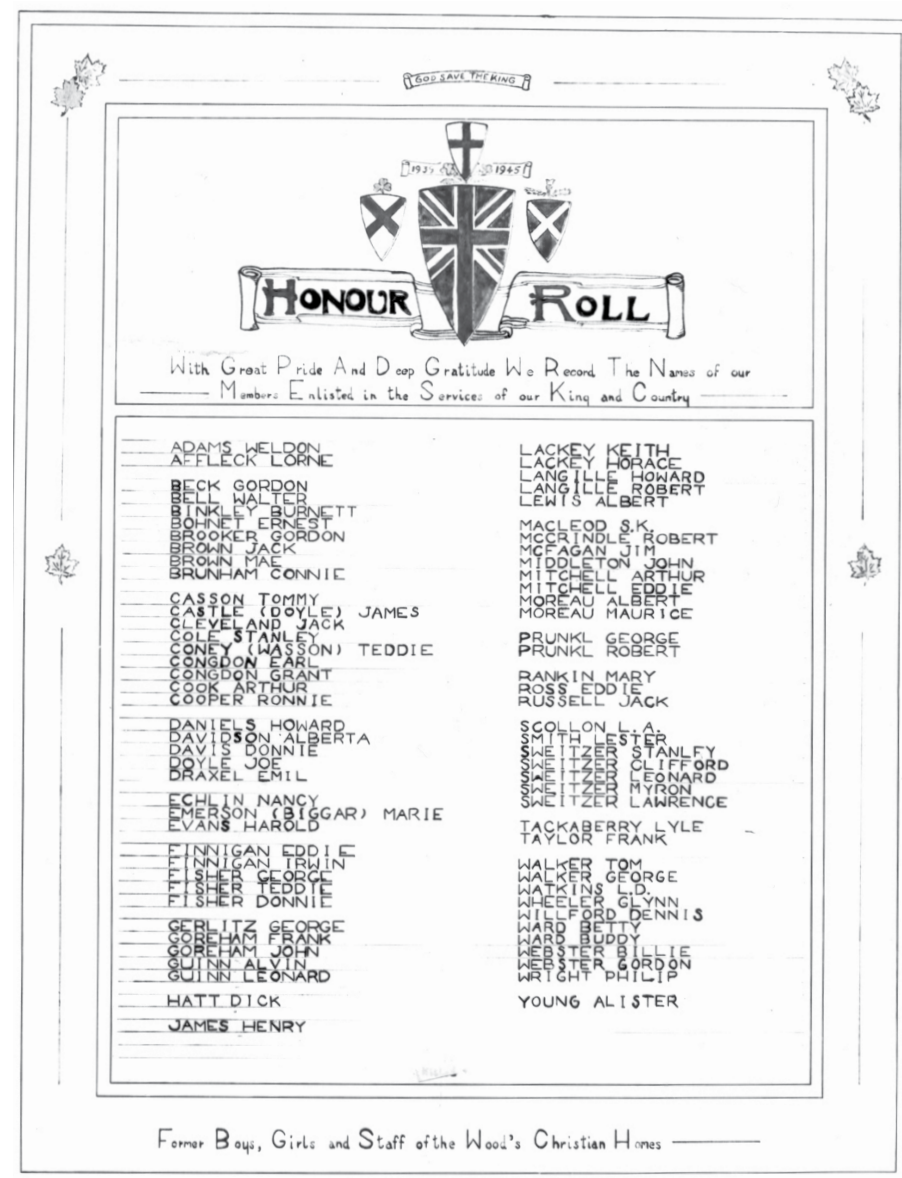 GOD SAVE THE KING
1939 1945
HONOUR ROLL
With Great Pride And Deep Gratitude We Record The Names of our
Members Enlisted in the Services of our King and Country
ADAMS WELDON
AFFLECK LORNE
BECK GORDON
BELL WALTER
BINKLEY BURNETT
BOHNET ERNEST
BROOKER GORDON
BROWN JACK
BROWN MAE
BRUNHAM CONNIE
CASSON TOMMY
CASTLE (DOYLE) JAMES
CLEVELAND JACK
COLE STANLEY
CONEY (WASSON) TEDDIE
CONGDON EARL
CONGDON GRANT
COOK ARTHUR
COOPER RONNIE
DANIELS HOWARD
DAVIDSON ALBERTA
DAVIS DONNIE
DOYLE JOE
DRAXEL EMIL
ECHLIN NANCY
EMERSON (BIGGAR) MARIE
EVANS HAROLD
FINNIGAN EDDIE
FINNIGAN IRWIN
FISHER GEORGE
FISHER TEDDIE
FISHER DONNIE
GERLITZ GEORGE
GOREHAM FRANK
GOREHAM JOHN
GUINN ALVIN
GUINN LEONARD
HATT DICK
JAMES HENRY
LACKEY KEITH
LACKEY HORACE
LANGILLE HOWARD
LANGILLE ROBERT
LEWIS ALBERT
MACLEOD S.K.
MCCRINDLE ROBERT
MCFAGAN JIM
MIDDLETON JOHN
MITCHELL ARTHUR
MITCHELL EDDIE
MOREAU ALBERT
MOREAU MAURICE
PRUNKL GEORGE
PRUNKL ROBERT
RANKIN MARY
ROSS EDDIE
RUSSELL JACK
SCOLLON L.A.
SMITH LESTER
SWEITZER STANLEY
SWEITZER CLIFFORD
SWEITZER LEONARD
SWEITZER MYRON
SWEITZER LAWRENCE
TACKABERRY LYLE
TAYLOR FRANK
WALKER TOM
WALKER GEORGE
WATKINS L.D.
WHEELER GLYNN
WILLFORD DENNIS
WARD BETTY
WARD BUDDY
WEBSTER BILLIE
WEBSTER GORDON
WRIGHT PHILIP
YOUNG ALISTER
Former Boys, Girls and Staff of the Wood's Christian Homes